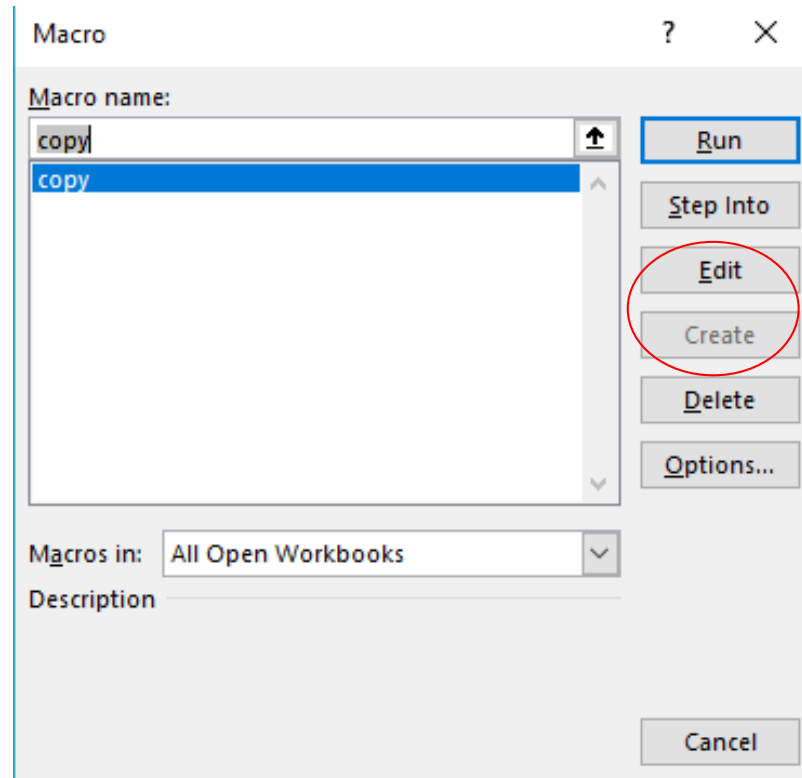 Macro ? ×
Macro name:
copy
Run
copy
Step Into
Edit
Create
Delete
Options...
Macros in: All Open Workbooks
Description
Cancel